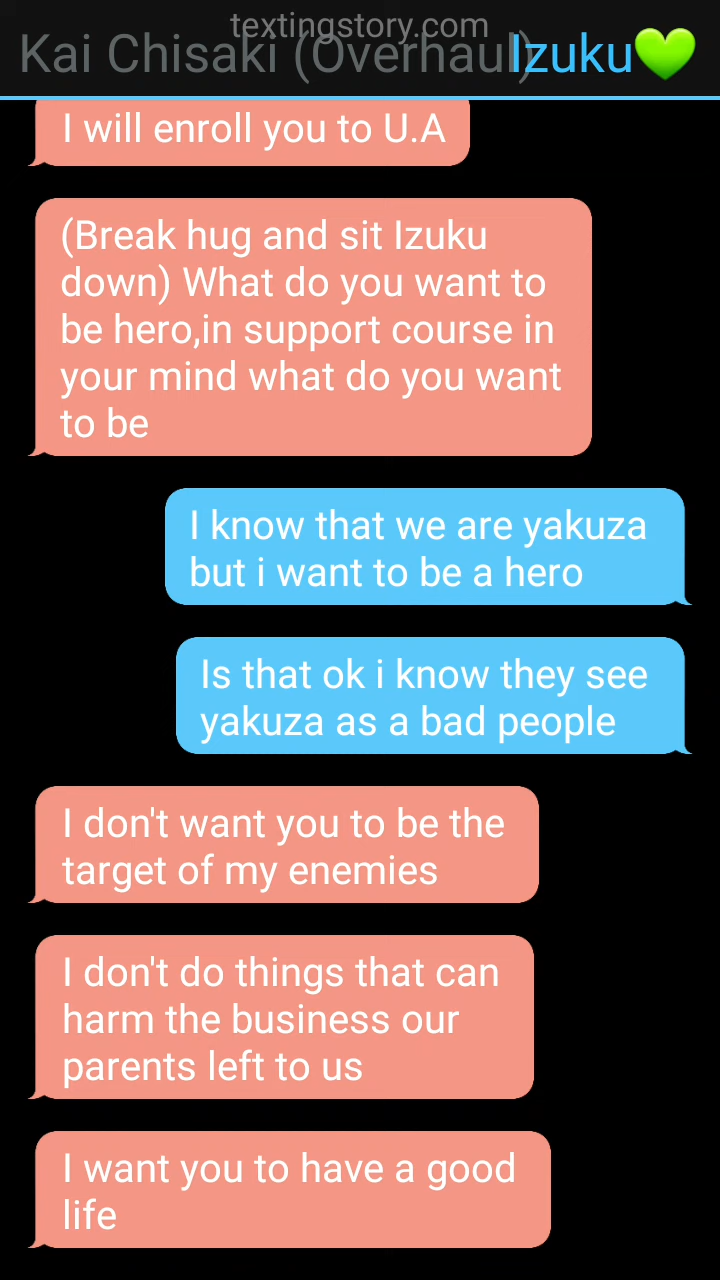 textingstory.com
Kai Chisaki (Overhaul)
Izuku💚
I will enroll you to U.A
(Break hug and sit Izuku
down) What do you want to
be hero,in support course in
your mind what do you want
to be
I know that we are yakuza
but i want to be a hero
Is that ok i know they see
yakuza as a bad people
I don't want you to be the
target of my enemies
I don't do things that can
harm the business our
parents left to us
I want you to have a good
life